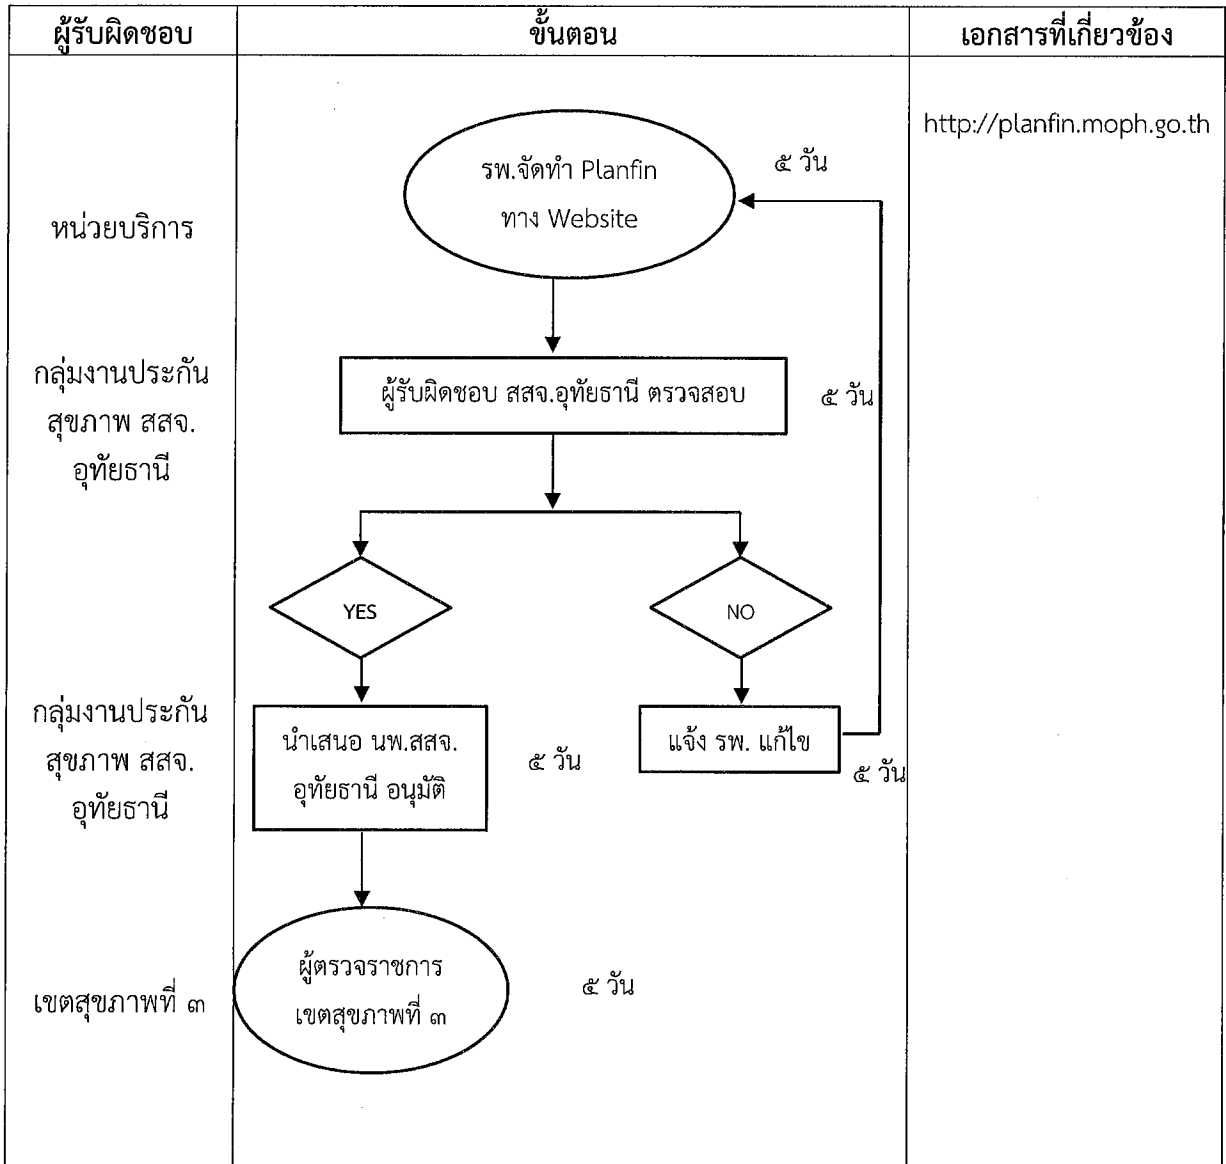 ผู้รับผิดชอบ
ขั้นตอน
เอกสารที่เกี่ยวข้อง
http://planfin.moph.go.th
รพ.จัดทำ Planfin
ทาง Website
๕ วัน
หน่วยบริการ
กลุ่มงานประกัน
สุขภาพ สสจ.
อุทัยธานี
ผู้รับผิดชอบ สสจ.อุทัยธานี ตรวจสอบ
๕ วัน
YES
NO
กลุ่มงานประกัน
สุขภาพ สสจ.
อุทัยธานี
นำเสนอ นพ.สสจ.
อุทัยธานี อนุมัติ
๕ วัน
แจ้ง รพ. แก้ไข
๕ วัน
เขตสุขภาพที่ ๓
ผู้ตรวจราชการ
เขตสุขภาพที่ ๓
๕ วัน